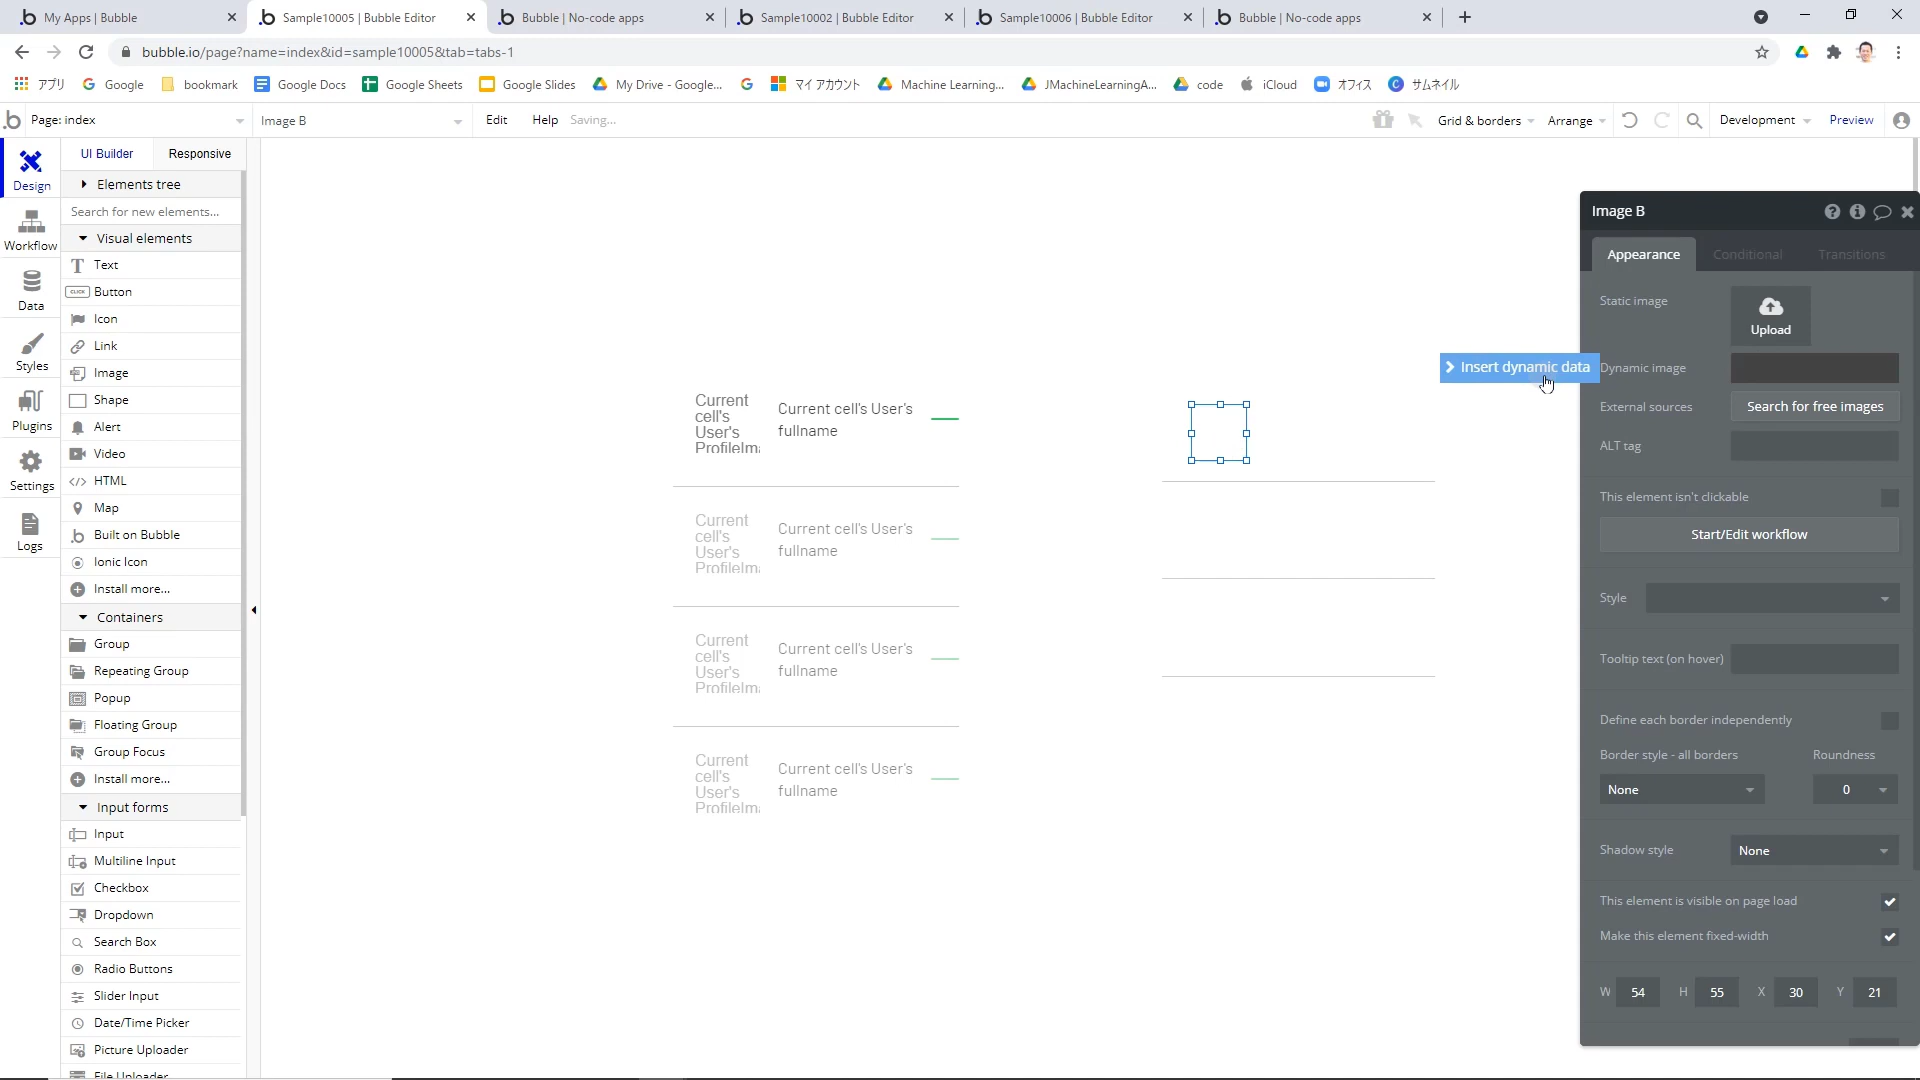 My Apps | Bubble
Sample10005 | Bubble Editor
Bubble | No-code apps
Sample10002 | Bubble Editor
Sample10006 | Bubble Editor
Bubble | No-code apps
bubble.io/page?name=index&id=sample10005&tab=tabs-1
アプリ
Google
bookmark
Google Docs
Google Sheets
Google Slides
My Drive - Google...
マイ アカウント
Machine Learning...
JMachineLearningA...
code
iCloud
オフィス
サムネイル
Page: index
Image B
Edit
Help
Saving...
Grid & borders
Arrange
Development
Preview
Design
Workflow
Data
Styles
Plugins
Settings
Logs
UI Builder
Responsive
Elements tree
Search for new elements...
Visual elements
Text
CLICK
Button
Icon
Link
Image
Shape
Alert
Video
HTML
Map
Built on Bubble
Ionic Icon
Install more...
Containers
Group
Repeating Group
Popup
Floating Group
Group Focus
Install more...
Input forms
Input
Multiline Input
Checkbox
Dropdown
Search Box
Radio Buttons
Slider Input
Date/Time Picker
Picture Uploader
File Uploader
Current
cell's
User's
ProfileIm
Current cell's User's
fullname
Current
cell's
User's
ProfileIm
Current cell's User's
fullname
Current
cell's
User's
ProfileIm
Current cell's User's
fullname
Current
cell's
User's
ProfileIm
Current cell's User's
fullname
Insert dynamic data
Image B
Appearance
Conditional
Transitions
Static image
Upload
Dynamic image
External sources
Search for free images
ALT tag
This element isn't clickable
Start/Edit workflow
Style
Tooltip text (on hover)
Define each border independently
Border style - all borders
Roundness
None
0
Shadow style
None
This element is visible on page load
Make this element fixed-width
W 54 H 55 X 30 Y 21